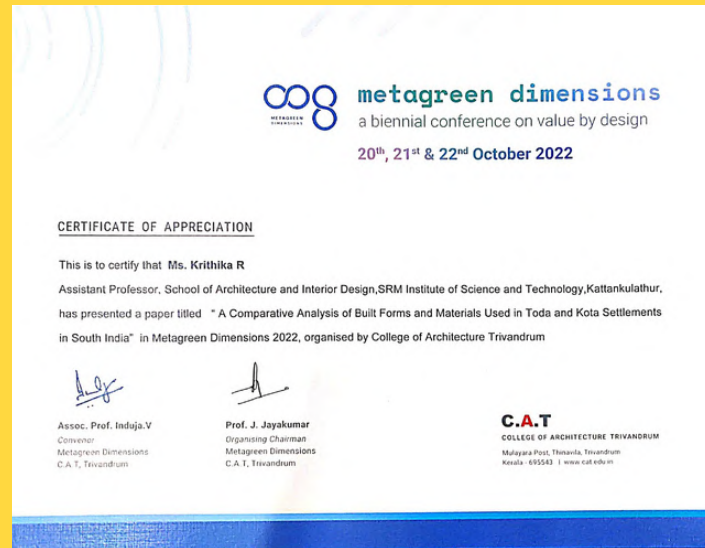 METAGREEN
DIMENSIONS
metagreen dimensions
a biennial conference on value by design
20th, 21st & 22nd October 2022
CERTIFICATE OF APPRECIATION
This is to certify that Ms. Krithika R
Assistant Professor, School of Architecture and Interior Design,SRM Institute of Science and Technology,Kattankulathur,
has presented a paper titled " A Comparative Analysis of Built Forms and Materials Used in Toda and Kota Settlements
in South India" in Metagreen Dimensions 2022, organised by College of Architecture Trivandrum
Assoc. Prof. Induja.V
Convenor
Metagreen Dimensions
C.A.T, Trivandrum
Prof. J. Jayakumar
Organising Chairman
Metagreen Dimensions
C.A.T, Trivandrum
C.A.T
COLLEGE OF ARCHITECTURE TRIVANDRUM
Mulayara Post, Thinavila, Trivandrum
Kerala - 695543 | www.cat.edu.in